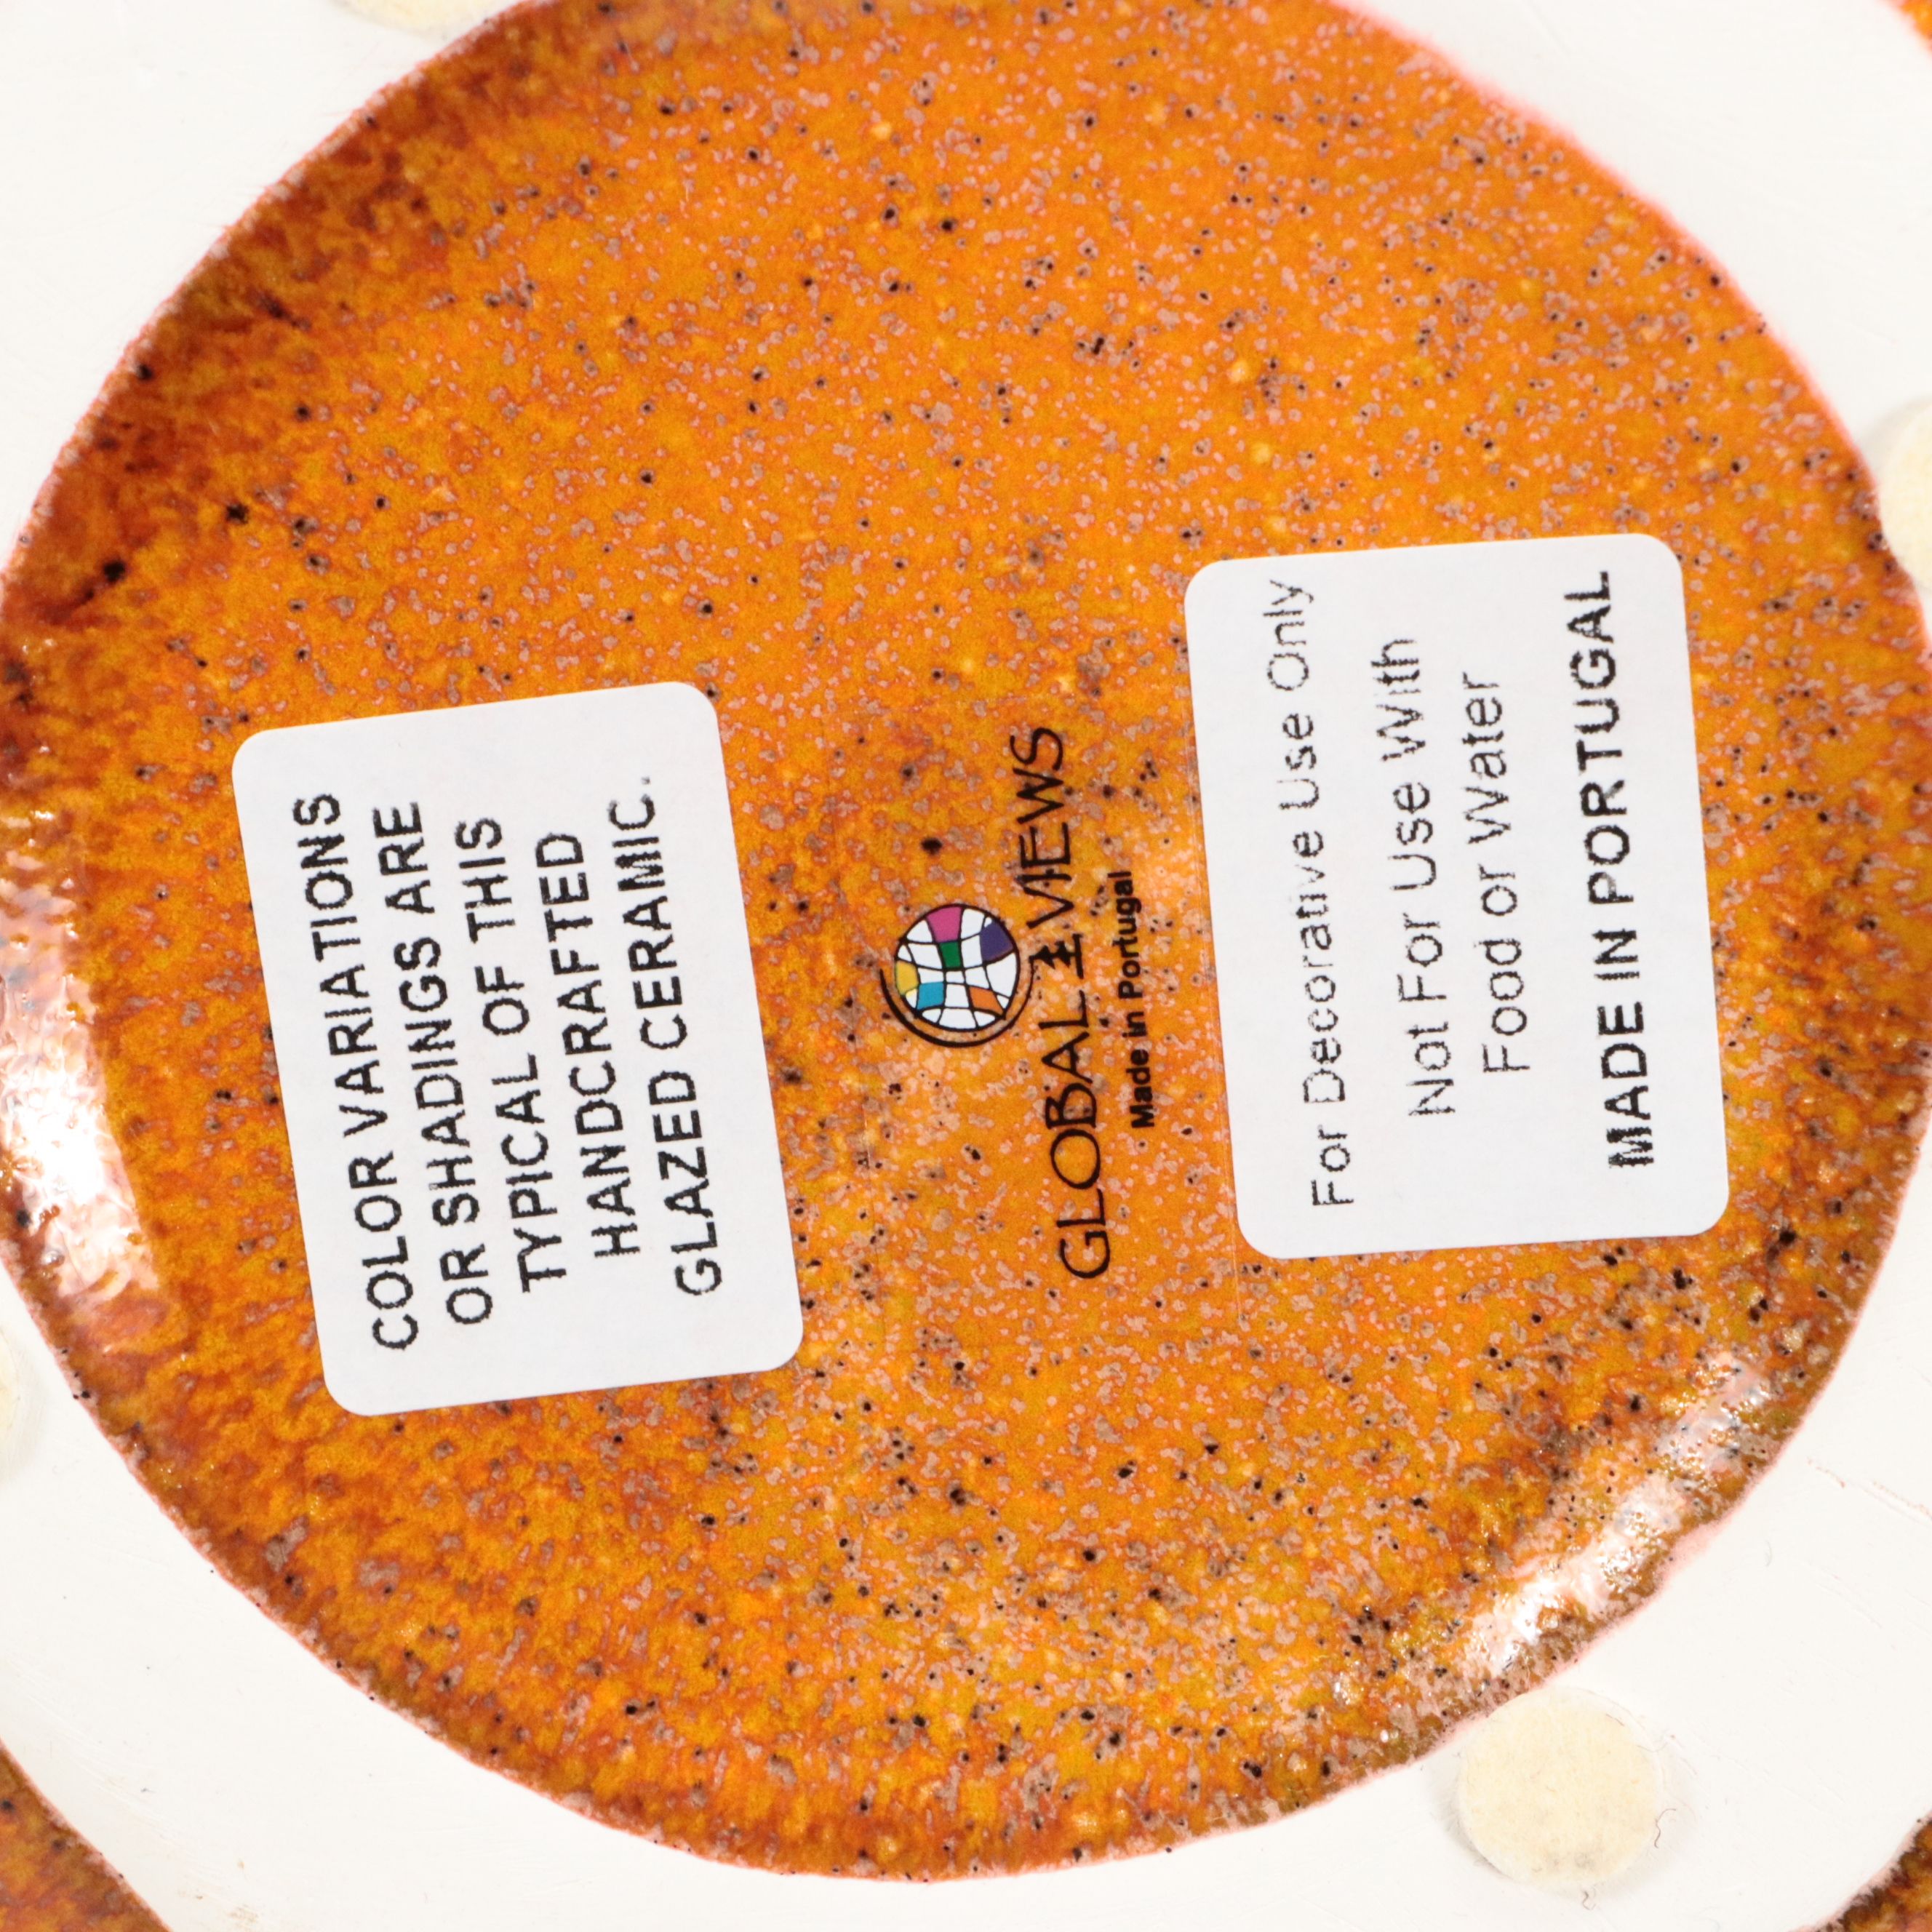 COLOR VARIATIONS
OR SHADINGS ARE
TYPICAL OF THIS
HANDCRAFTED
GLAZED CERAMIC.
GLOBAL VIEWS
Made in Portugal
For Decorative Use Only
Not For Use With
Food or Water
MADE IN PORTUGAL